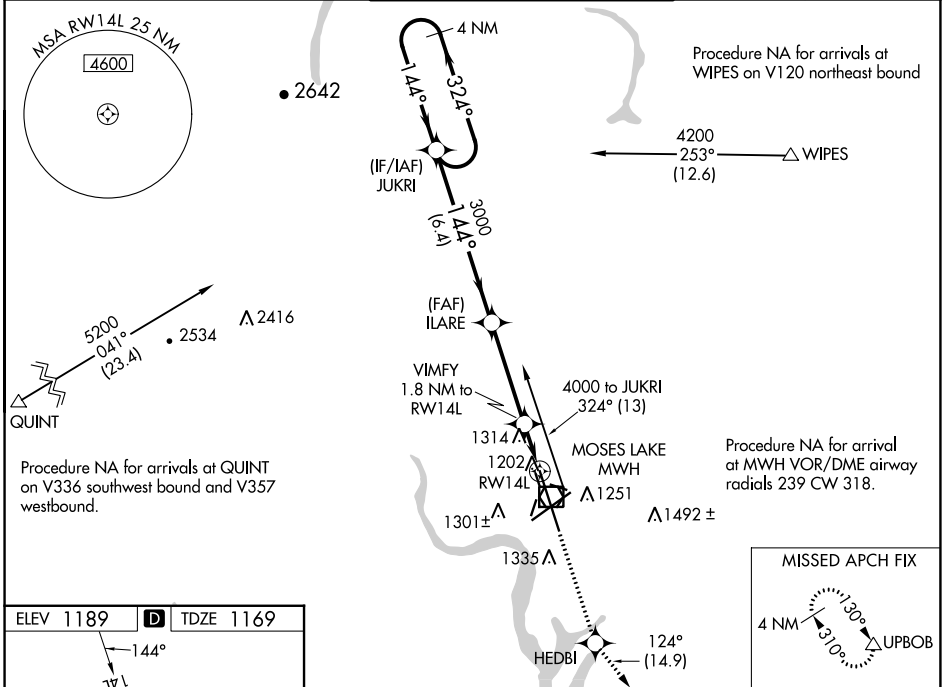 MSA RW14L 25 NM
4600
2642
4 NM
144°
324°
Procedure NA for arrivals at
WIPES on V120 northeast bound
4200
253°
(12.6)
WIPES
(IF/IAF)
JUKRI
3000
144°
(6.4)
5200
041°
(23.4)
2534
2416
QUINT
(FAF)
ILARE
VIMFY
1.8 NM to
RW14L
4000 to JUKRI
324° (13)
1314
1202
RW14L
MOSES LAKE
MWH
1251
1301±
1492 ±
1335
Procedure NA for arrivals at QUINT
on V336 southwest bound and V357
westbound.
Procedure NA for arrival
at MWH VOR/DME airway
radials 239 CW 318.
MISSED APCH FIX
4 NM
130°
310°
UPBOB
HEDBI
124°
(14.9)
ELEV 1189 D TDZE 1169
144°
14L